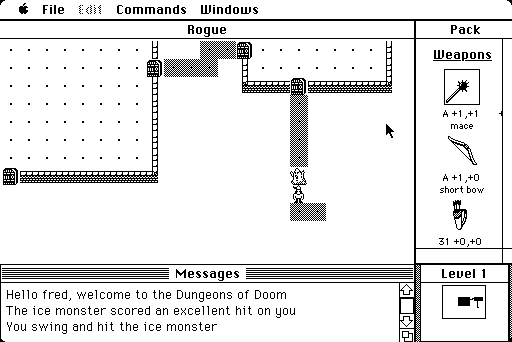 File Edit Commands Windows
Rogue
Pack
Weapons
A +1,+1
mace
A +1,+0
short bow
31 +0,+0
Messages
Hello fred, welcome to the Dungeons of Doom
The ice monster scored an excellent hit on you
You swing and hit the ice monster
Level 1